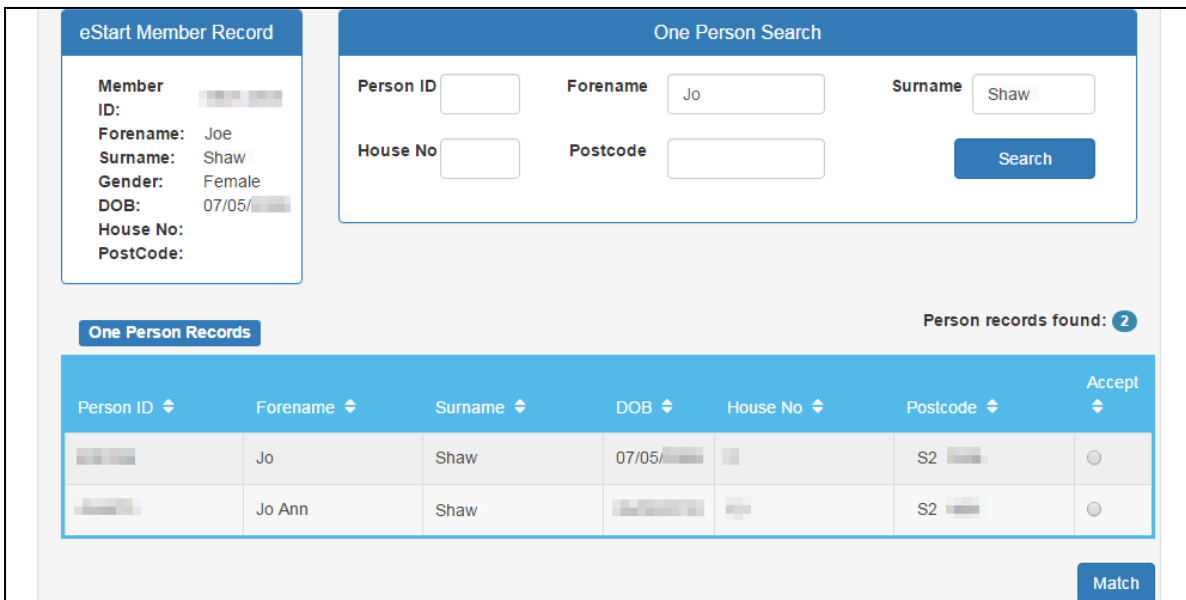 eStart Member Record
Member ID:
Forename: Joe
Surname: Shaw
Gender: Female
DOB: 07/05/
House No:
PostCode:
One Person Search
Person ID Forename Jo Surname Shaw
House No Postcode Search
One Person Records
Person records found: 2
Person ID Forename Surname DOB House No Postcode Accept
Jo Shaw 07/05/ S2
Jo Ann Shaw S2
Match